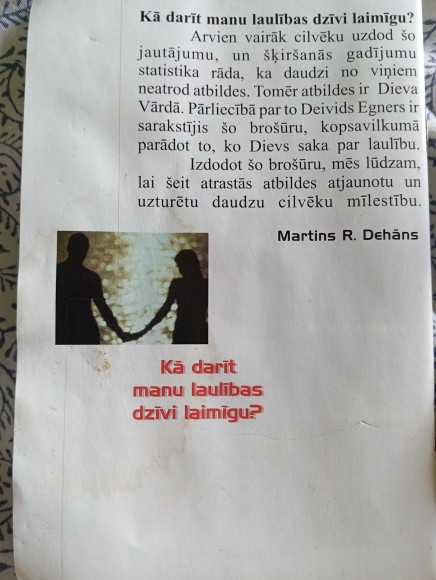 Kā darīt manu laulības dzīvi laimīgu?
Arvien vairāk cilvēku uzdod šo
jautājumu, un šķiršanās gadījumu
statistika rāda, ka daudzi no viņiem
neatrod atbildes. Tomēr atbildes ir Dieva
Vārdā. Pārliecībā par to Deivids Egners ir
sarakstījis šo brošūru, kopsavilkumā
parādot to, ko Dievs saka par laulību.
Izdodot šo brošūru, mēs lūdzam,
lai šeit atrastās atbildes atjaunotu un
uzturētu daudzu cilvēku mīlestību.
Martins R. Dehāns
Kā darīt
manu laulības
dzīvi laimīgu?